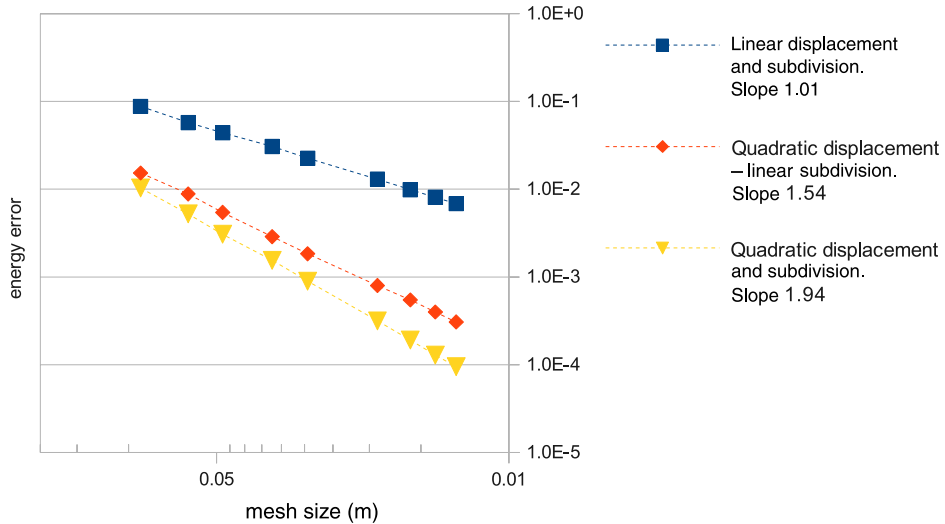 1.0E+0
1.0E-1
1.0E-2
1.0E-3
1.0E-4
1.0E-5
energy error
0.05
0.01
mesh size (m)
Linear displacement
and subdivision.
Slope 1.01
Quadratic displacement
–linear subdivision.
Slope 1.54
Quadratic displacement
and subdivision.
Slope 1.94